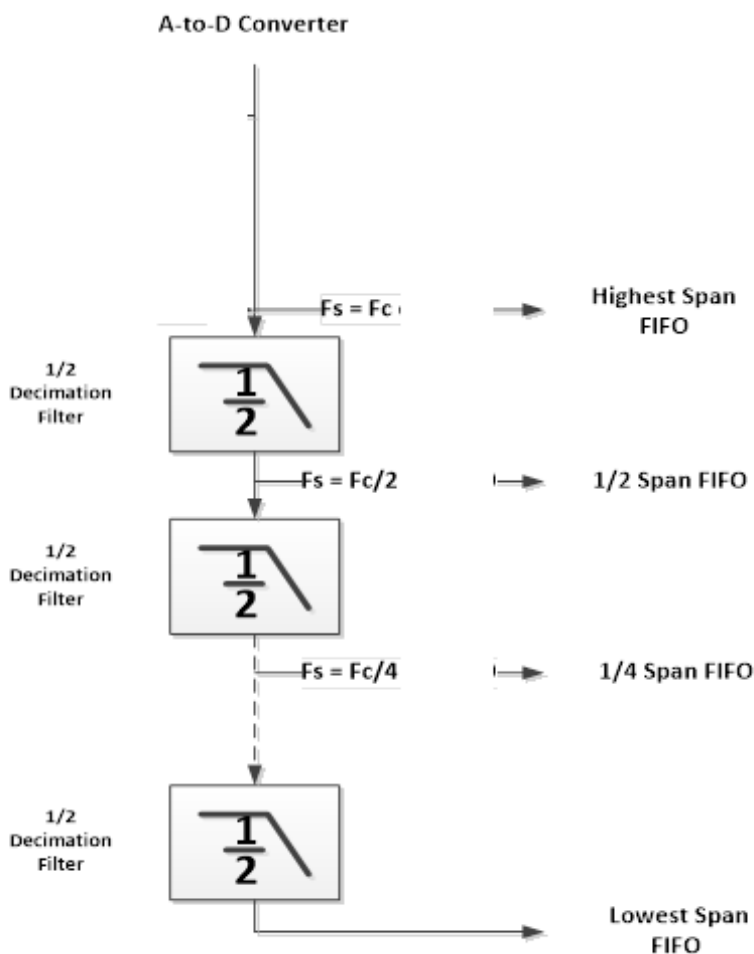 A-to-D Converter
Fs = Fc
Highest Span
FIFO
1/2
Decimation
Filter
1
2
Fs = Fc/2
1/2 Span FIFO
1/2
Decimation
Filter
1
2
Fs = Fc/4
1/4 Span FIFO
1/2
Decimation
Filter
1
2
Lowest Span
FIFO